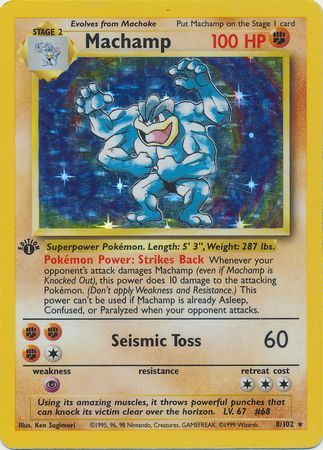 Evolves from Machoke Put Machamp on the Stage 1 card
STAGE 2
Machamp 100 HP
EDITION
1
Superpower Pokémon. Length: 5' 3", Weight: 287 lbs.
Pokémon Power: Strikes Back Whenever your
opponent's attack damages Machamp (even if Machamp is
Knocked Out), this power does 10 damage to the attacking
Pokémon. (Don't apply Weakness and Resistance.) This
power can't be used if Machamp is already Asleep,
Confused, or Paralyzed when your opponent attacks.
Seismic Toss 60
weakness resistance retreat cost
Using its amazing muscles, it throws powerful punches that
can knock its victim clear over the horizon. LV. 67 #68
Illus. Ken Sugimori ©1995, 96, 98 Nintendo, Creatures, GAMEFREAK. ©1999 Wizards. 8/102 ★